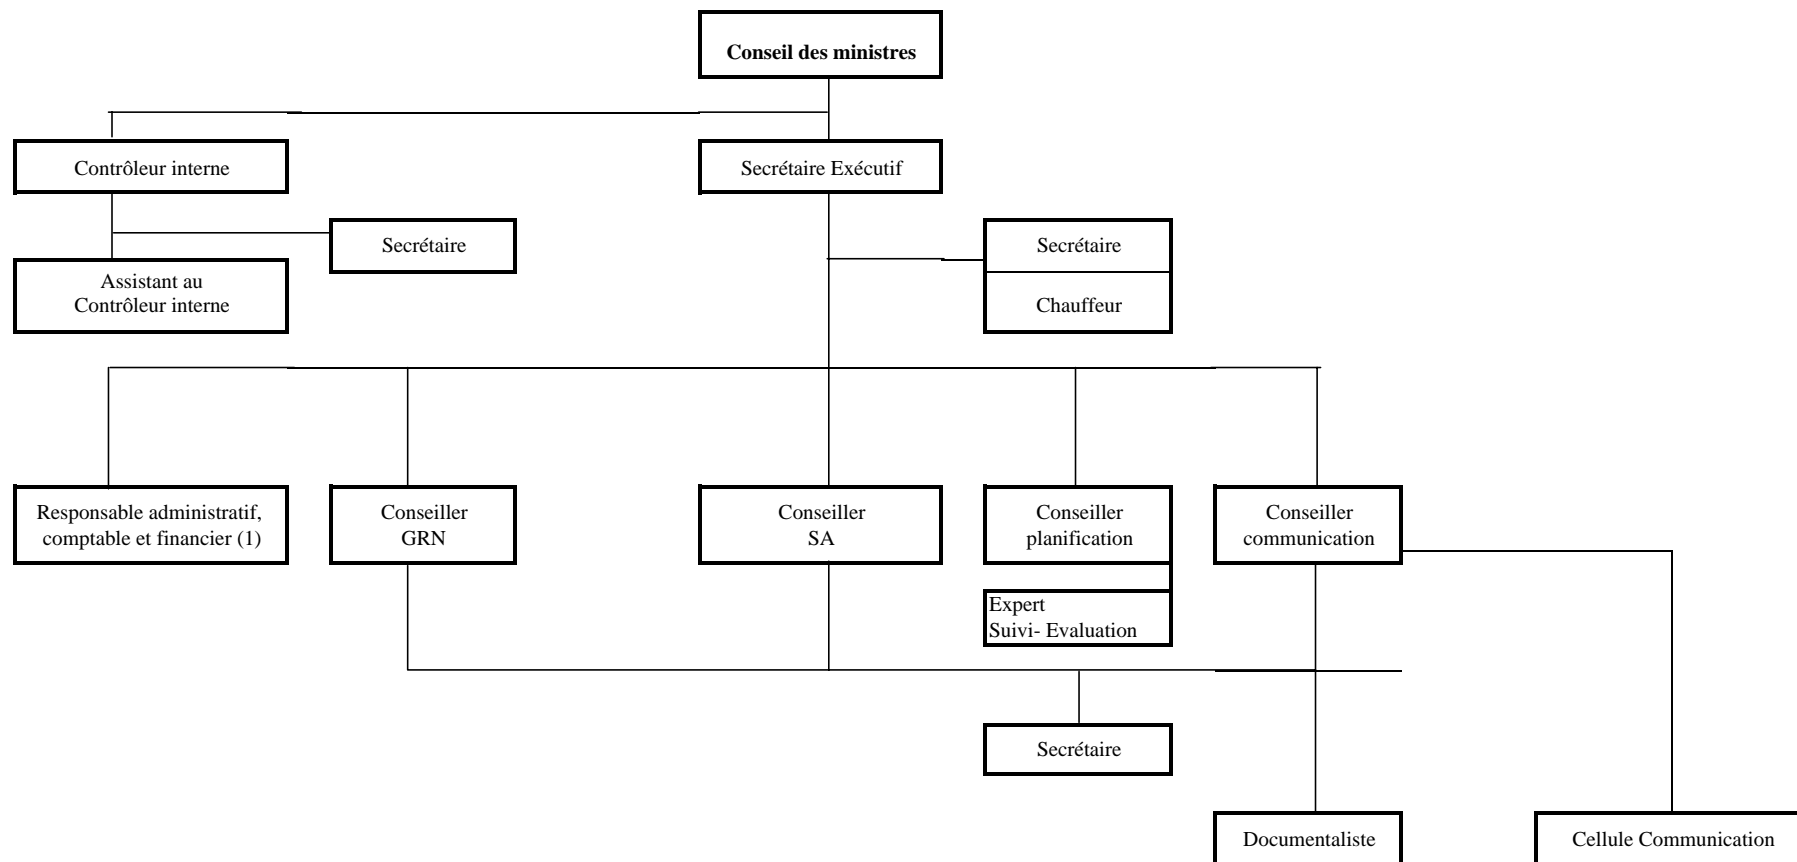 Conseil des ministres
Contrôleur interne
Secrétaire Exécutif
Secrétaire
Secrétaire
Assistant au
Contrôleur interne
Chauffeur
Responsable administratif,
comptable et financier (1)
Conseiller
GRN
Conseiller
SA
Conseiller
planification
Conseiller
communication
Expert
Suivi- Evaluation
Secrétaire
Documentaliste
Cellule Communication